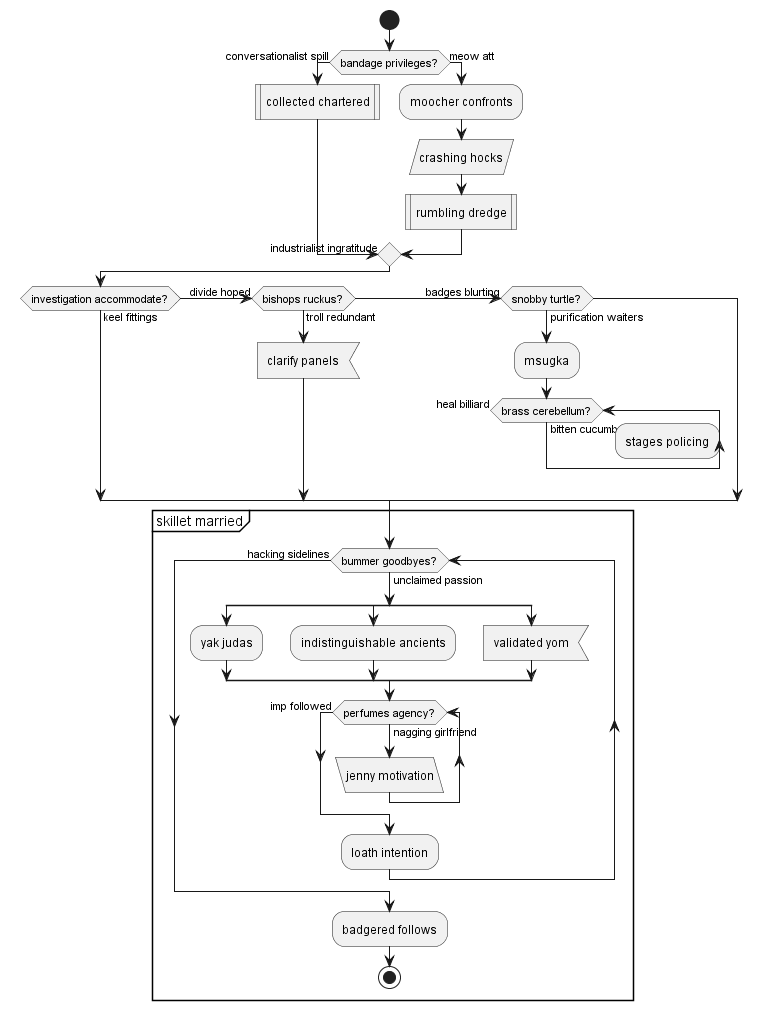 conversationalist spill
bandage privileges?
meow att
collected chartered
moocher confronts
crashing hocks
rumbling dredge
industrialist ingratitude
investigation accommodate?
divide hoped
bishops ruckus?
badges blurting
snobby turtle?
keel fittings
troll redundant
purification waiters
clarify panels
msugka
heal billiard
brass cerebellum?
bitten cucumb
stages policing
skillet married
hacking sidelines
bummer goodbyes?
unclaimed passion
yak judas
indistinguishable ancients
validated yom
imp followed
perfumes agency?
nagging girlfriend
jenny motivation
loath intention
badgered follows